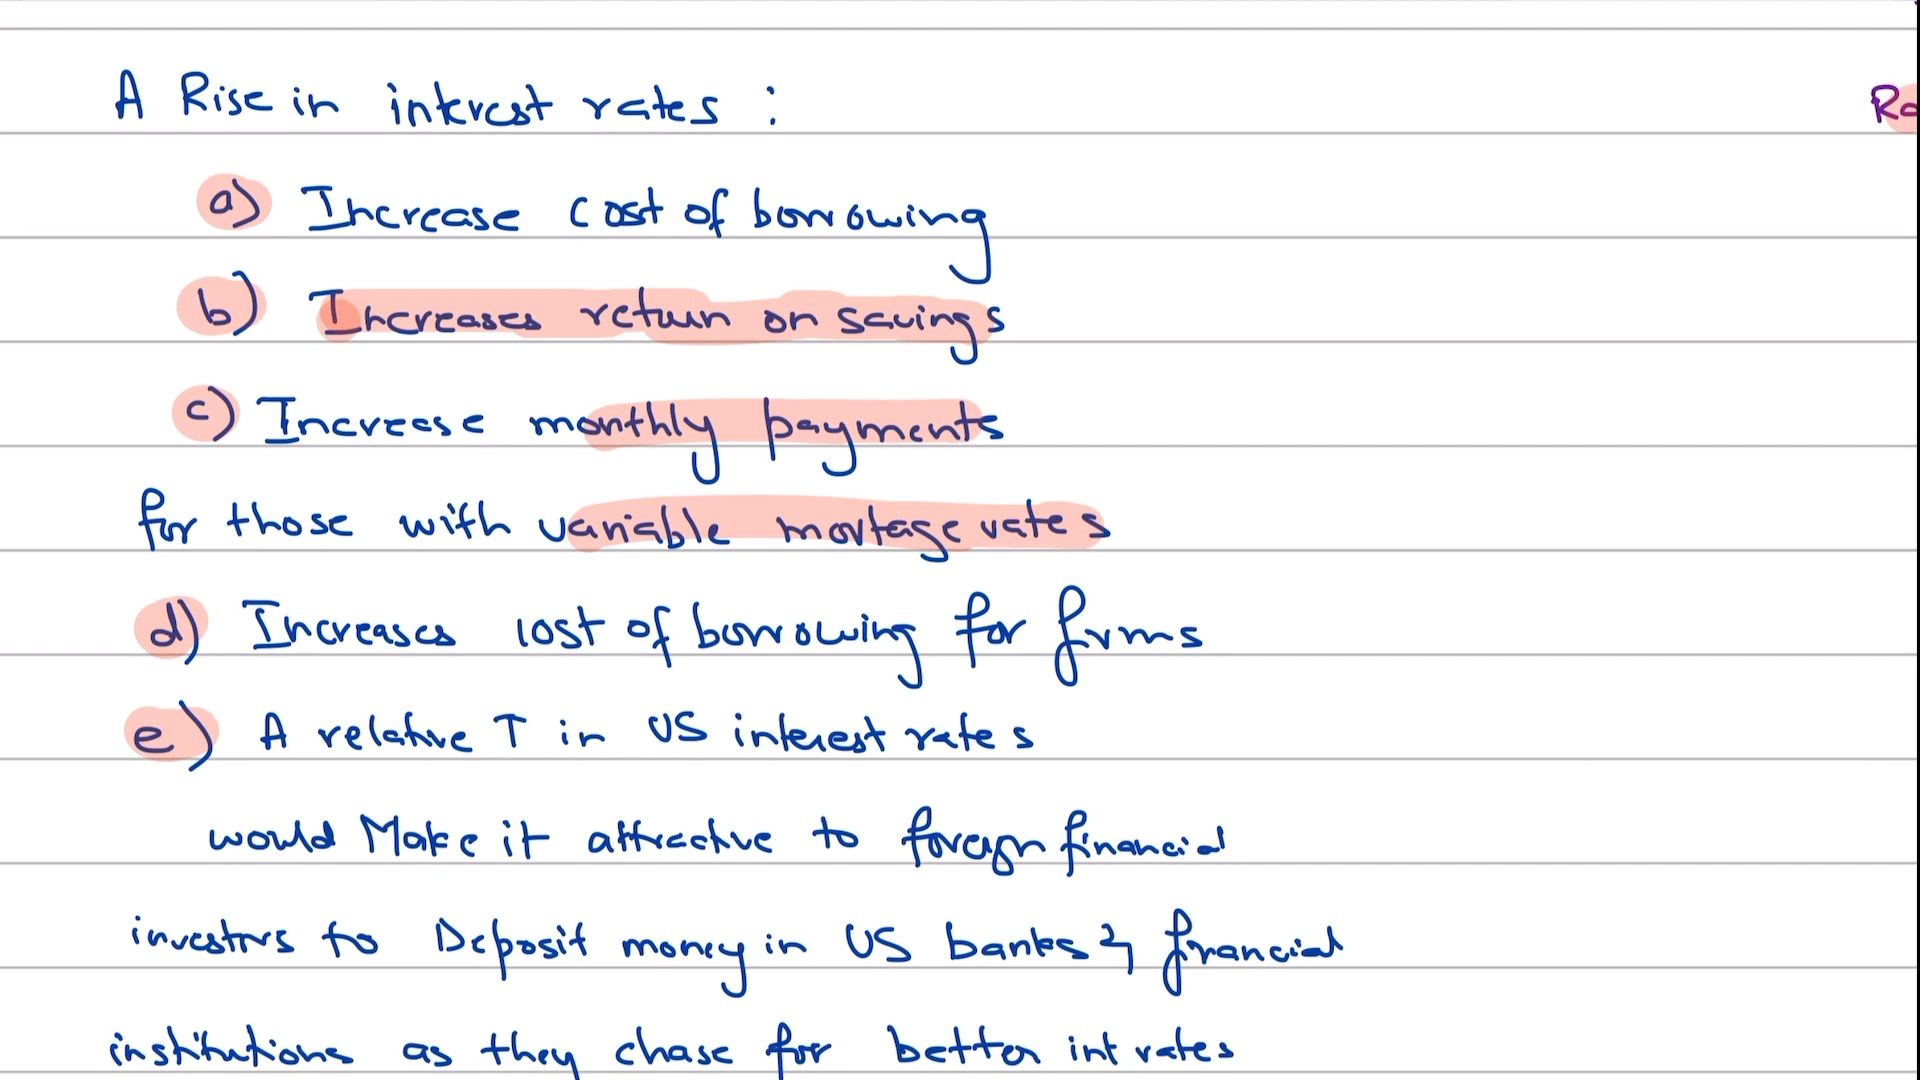 A Rise in interest rates :
Ra
a) Increase cost of borrowing
b) Increases return on savings
c) Increase monthly payments
for those with variable mortage rates
d) Increases cost of borrowing for firms
e) A relative ↑ in US interest rates
would Make it attractive to foreign financial
investors to Deposit money in US banks & financial
institutions as they chase for better int rates